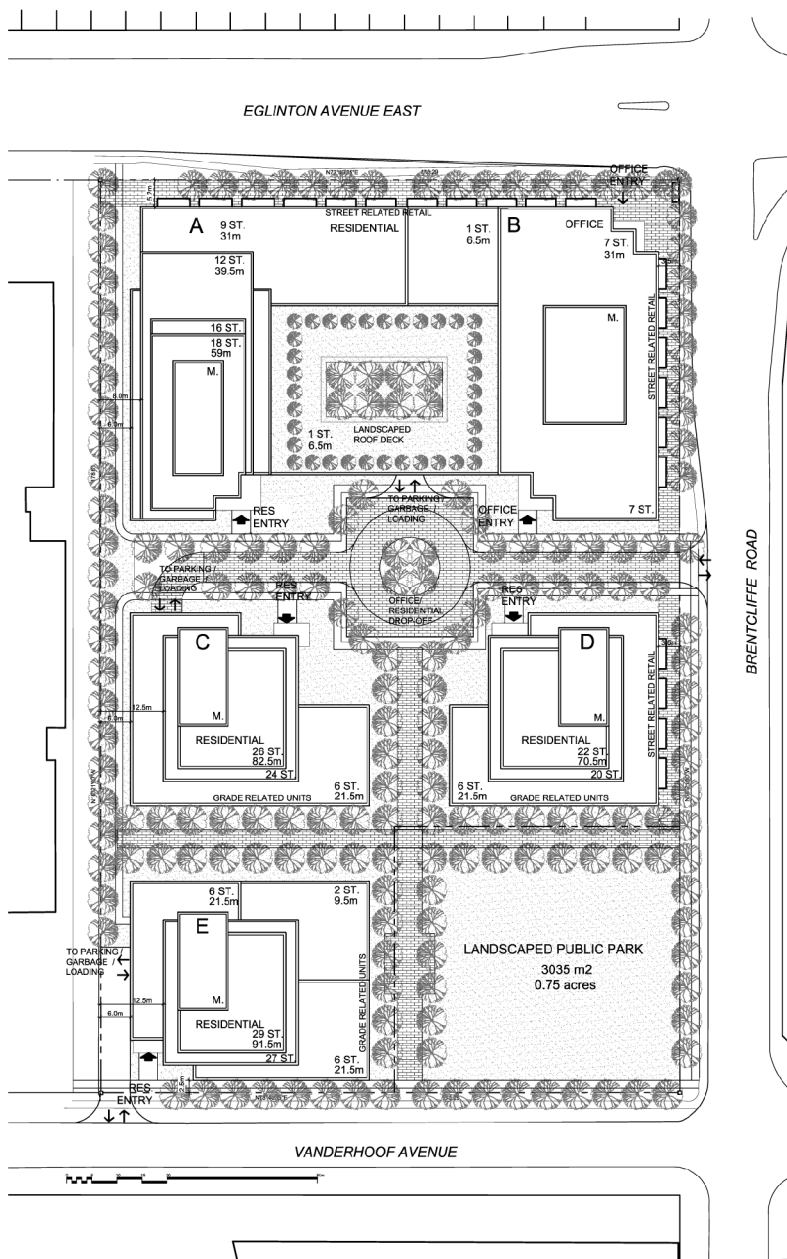 EGLINTON AVENUE EAST
OFFICE
ENTRY
5.7m
STREET RELATED RETAIL
A
9 ST.
31m
RESIDENTIAL
1 ST.
6.5m
B
OFFICE
7 ST.
31m
12 ST.
39.5m
16 ST.
18 ST.
59m
M.
M.
STREET RELATED RETAIL
6.0m
6.0m
1 ST.
6.5m
LANDSCAPED
ROOF DECK
RES
ENTRY
TO PARKING /
GARBAGE /
LOADING
OFFICE
ENTRY
7 ST.
TO PARKING /
GARBAGE /
LOADING
RES
ENTRY
OFFICE/
RESIDENTIAL
DROP-OFF
RES
ENTRY
BRENTCLIFFE ROAD
C
D
12.5m
6.0m
M.
RESIDENTIAL
26 ST.
82.5m
24 ST.
6 ST.
21.5m
GRADE RELATED UNITS
M.
RESIDENTIAL
22 ST.
70.5m
20 ST.
6 ST.
21.5m
GRADE RELATED UNITS
STREET RELATED RETAIL
6 ST.
21.5m
2 ST.
9.5m
E
TO PARKING /
GARBAGE /
LOADING
M.
12.5m
6.0m
RESIDENTIAL
29 ST.
91.5m
27 ST.
GRADE RELATED UNITS
6 ST.
21.5m
LANDSCAPED PUBLIC PARK
3035 m2
0.75 acres
RES
ENTRY
VANDERHOOF AVENUE